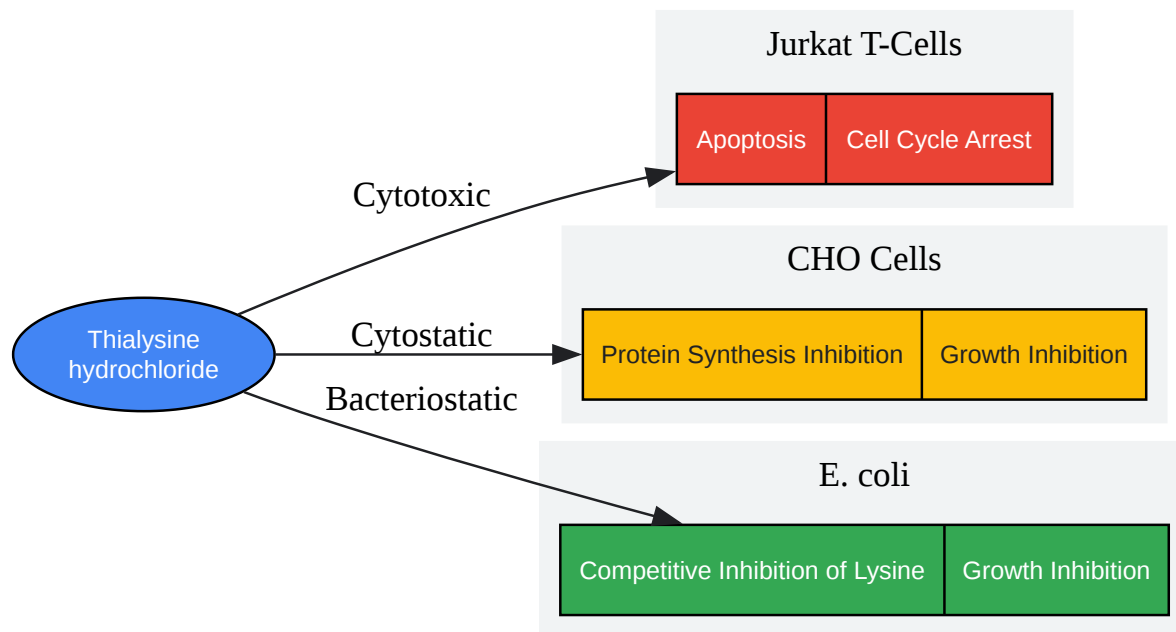 Jurkat T-Cells
Apoptosis
Cell Cycle Arrest
Cytotoxic
CHO Cells
Thialysine
hydrochloride
Cytostatic
Protein Synthesis Inhibition
Growth Inhibition
Bacteriostatic
E. coli
Competitive Inhibition of Lysine
Growth Inhibition